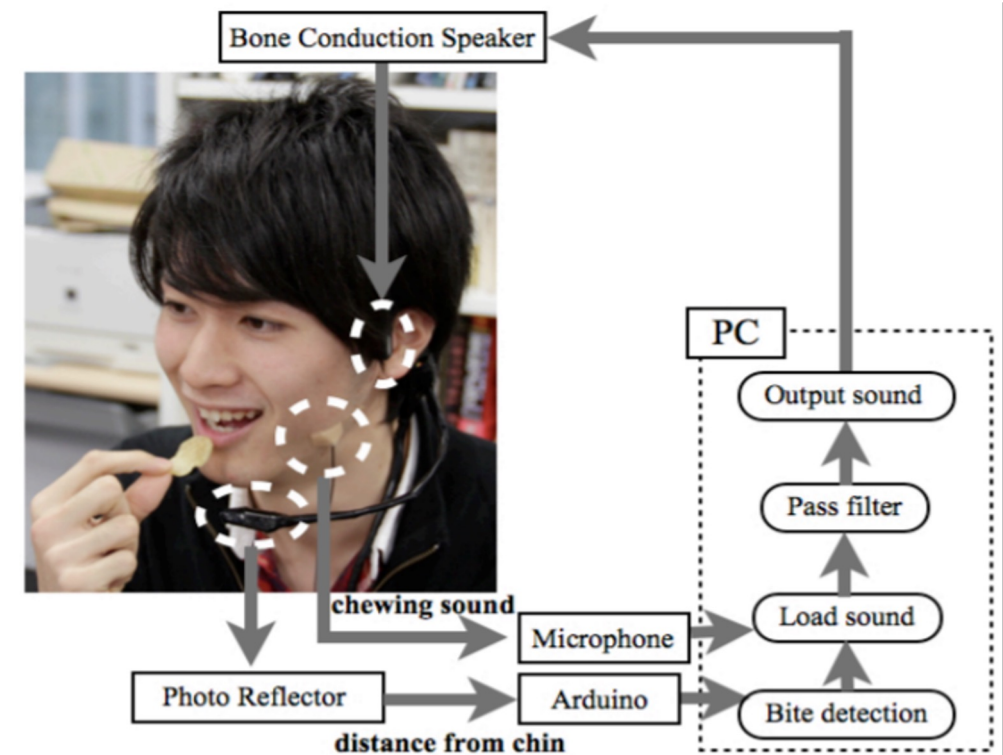 Bone Conduction Speaker
PC
Output sound
Pass filter
Load sound
Bite detection
chewing sound
Microphone
Photo Reflector
Arduino
distance from chin